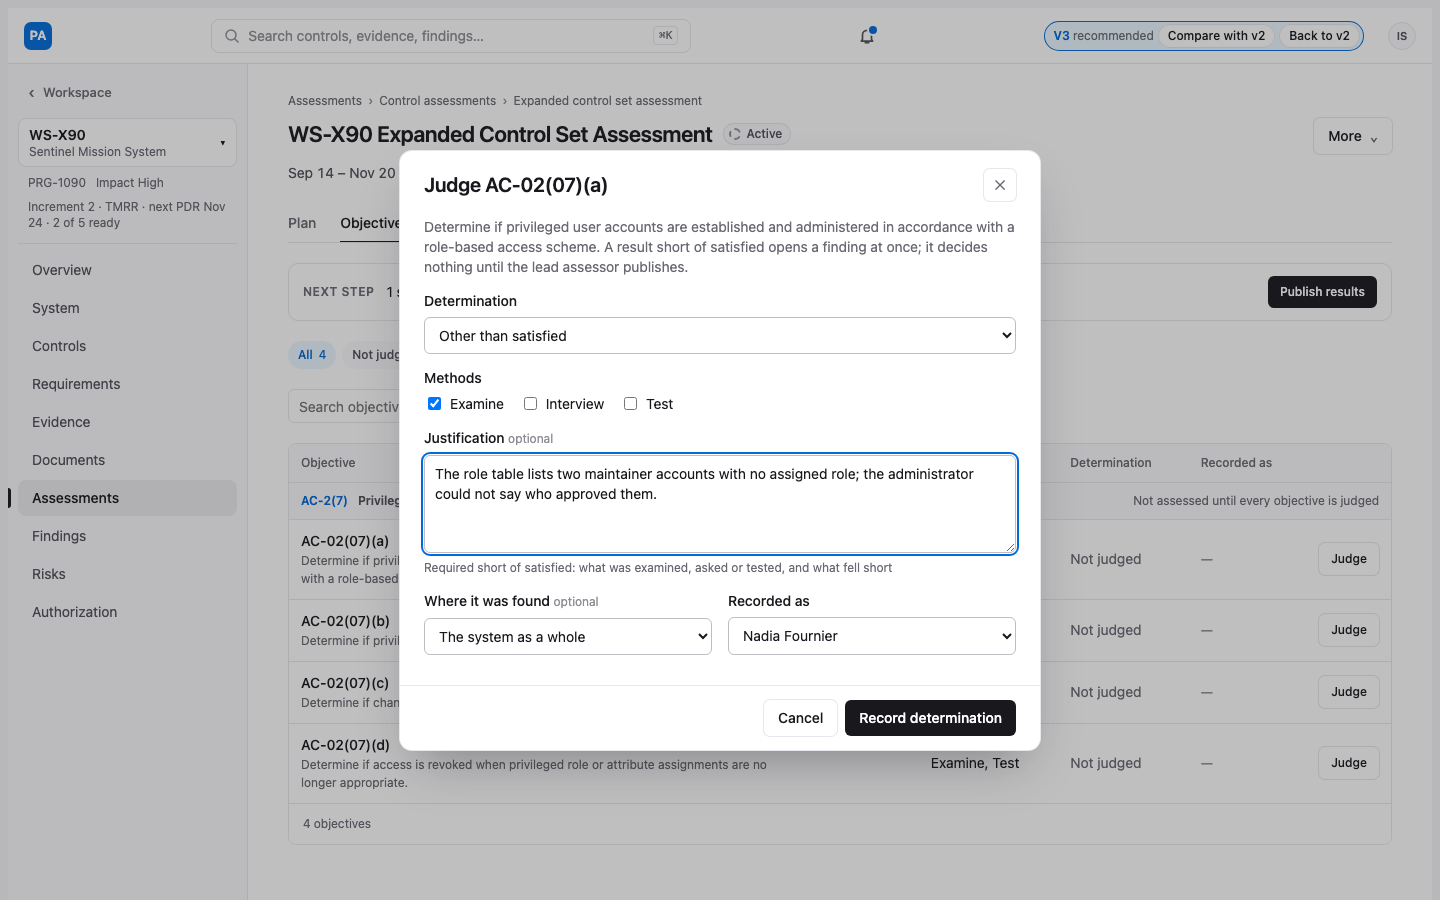 PA
Search controls, evidence, findings...
⌘K
V3 recommended
Compare with v2
Back to v2
IS
‹ Workspace
WS-X90
Sentinel Mission System
PRG-1090 Impact High
Increment 2 · TMRR · next PDR Nov
24 · 2 of 5 ready
Overview
System
Controls
Requirements
Evidence
Documents
Assessments
Findings
Risks
Authorization
Assessments › Control assessments › Expanded control set assessment
WS-X90 Expanded Control Set Assessment
Active
More
Sep 14 – Nov 20
Plan
Objective
NEXT STEP 1
Publish results
All 4
Not judg
Search objectiv
Objective
Determination
Recorded as
AC-2(7) Privileg
Not assessed until every objective is judged
AC-02(07)(a)
Determine if privil
with a role-based
Not judged
—
Judge
AC-02(07)(b)
Determine if privil
Not judged
—
Judge
AC-02(07)(c)
Determine if chan
Not judged
—
Judge
AC-02(07)(d)
Determine if access is revoked when privileged role or attribute assignments are no
longer appropriate.
Examine, Test
Not judged
—
Judge
4 objectives
Judge AC-02(07)(a)
Determine if privileged user accounts are established and administered in accordance with a
role-based access scheme. A result short of satisfied opens a finding at once; it decides
nothing until the lead assessor publishes.
Determination
Other than satisfied
Methods
Examine
Interview
Test
Justification optional
The role table lists two maintainer accounts with no assigned role; the administrator
could not say who approved them.
Required short of satisfied: what was examined, asked or tested, and what fell short
Where it was found optional
The system as a whole
Recorded as
Nadia Fournier
Cancel
Record determination